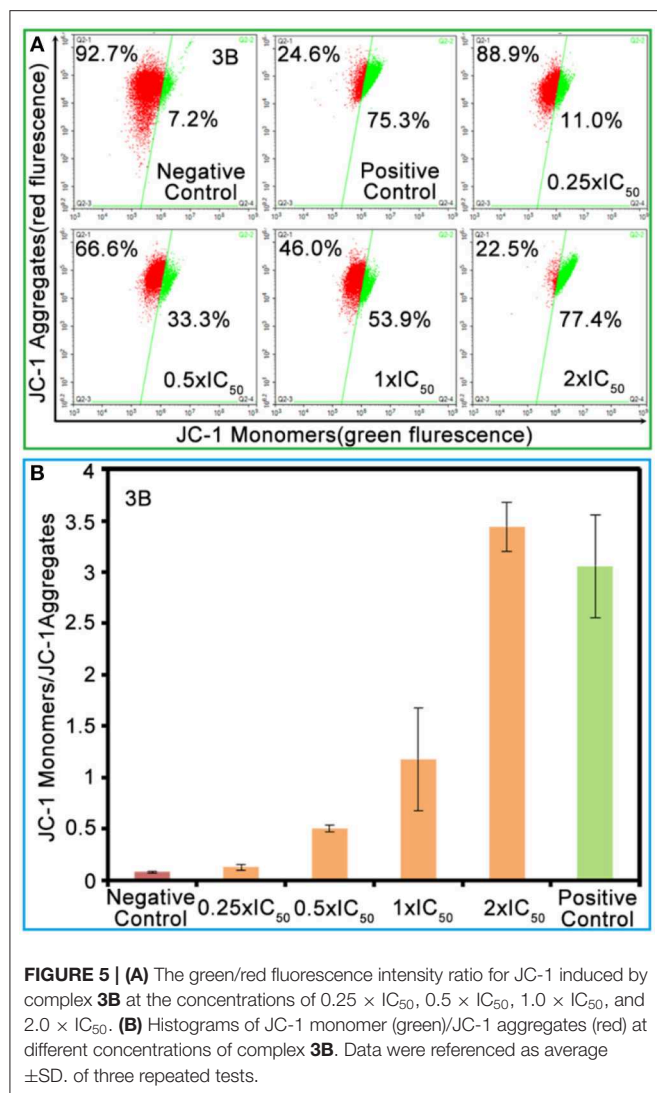 A
92.7%
3B
7.2%
Negative
Control
24.6%
75.3%
Positive
Control
88.9%
11.0%
0.25xIC50
66.6%
33.3%
0.5xIC50
46.0%
53.9%
1xIC50
22.5%
77.4%
2xIC50
JC-1 Aggregates(red flurescence)
JC-1 Monomers(green flurescence)
B
3B
4
3.5
3
2.5
2
1.5
1
0.5
0
JC-1 Monomers/JC-1Aggregates
Negative
Control
0.25xIC50
0.5xIC50
1xIC50
2xIC50
Positive
Control
FIGURE 5 | (A) The green/red fluorescence intensity ratio for JC-1 induced by
complex 3B at the concentrations of 0.25 × IC50, 0.5 × IC50, 1.0 × IC50, and
2.0 × IC50. (B) Histograms of JC-1 monomer (green)/JC-1 aggregates (red) at
different concentrations of complex 3B. Data were referenced as average
±SD. of three repeated tests.